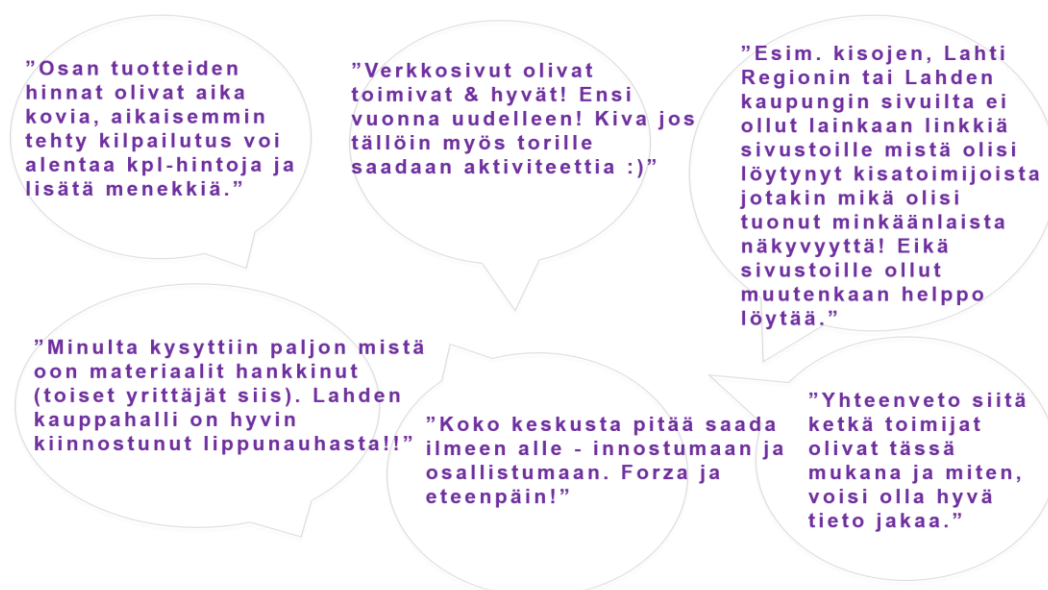 ”Osan tuotteiden
hinnat olivat aika
kovia, aikaisemmin
tehty kilpailutus voi
alentaa kpl-hintoja ja
lisätä menekkiä.”
”Verkkosivut olivat
toimivat & hyvät! Ensi
vuonna uudelleen! Kiva jos
tällöin myös torille
saadaan aktiviteettia :)”
”Esim. kisojen, Lahti
Regionin tai Lahden
kaupungin sivuilta ei
ollut lainkaan linkkiä
sivustoille mistä olisi
löytynyt kisatoimijoista
jotakin mikä olisi
tuonut minkäänlaista
näkyvyyttä! Eikä
sivustoille ollut
muutenkaan helppo
löytää.”
”Minulta kysyttiin paljon mistä
oon materiaalit hankkinut
(toiset yrittäjät siis). Lahden
kauppahalli on hyvin
kiinnostunut lippunauhasta!!”
”Koko keskusta pitää saada
ilmeen alle - innostumaan ja
osallistumaan. Forza ja
eteenpäin!”
”Yhteenveto siitä
ketkä toimijat
olivat tässä
mukana ja miten,
voisi olla hyvä
tieto jakaa.”